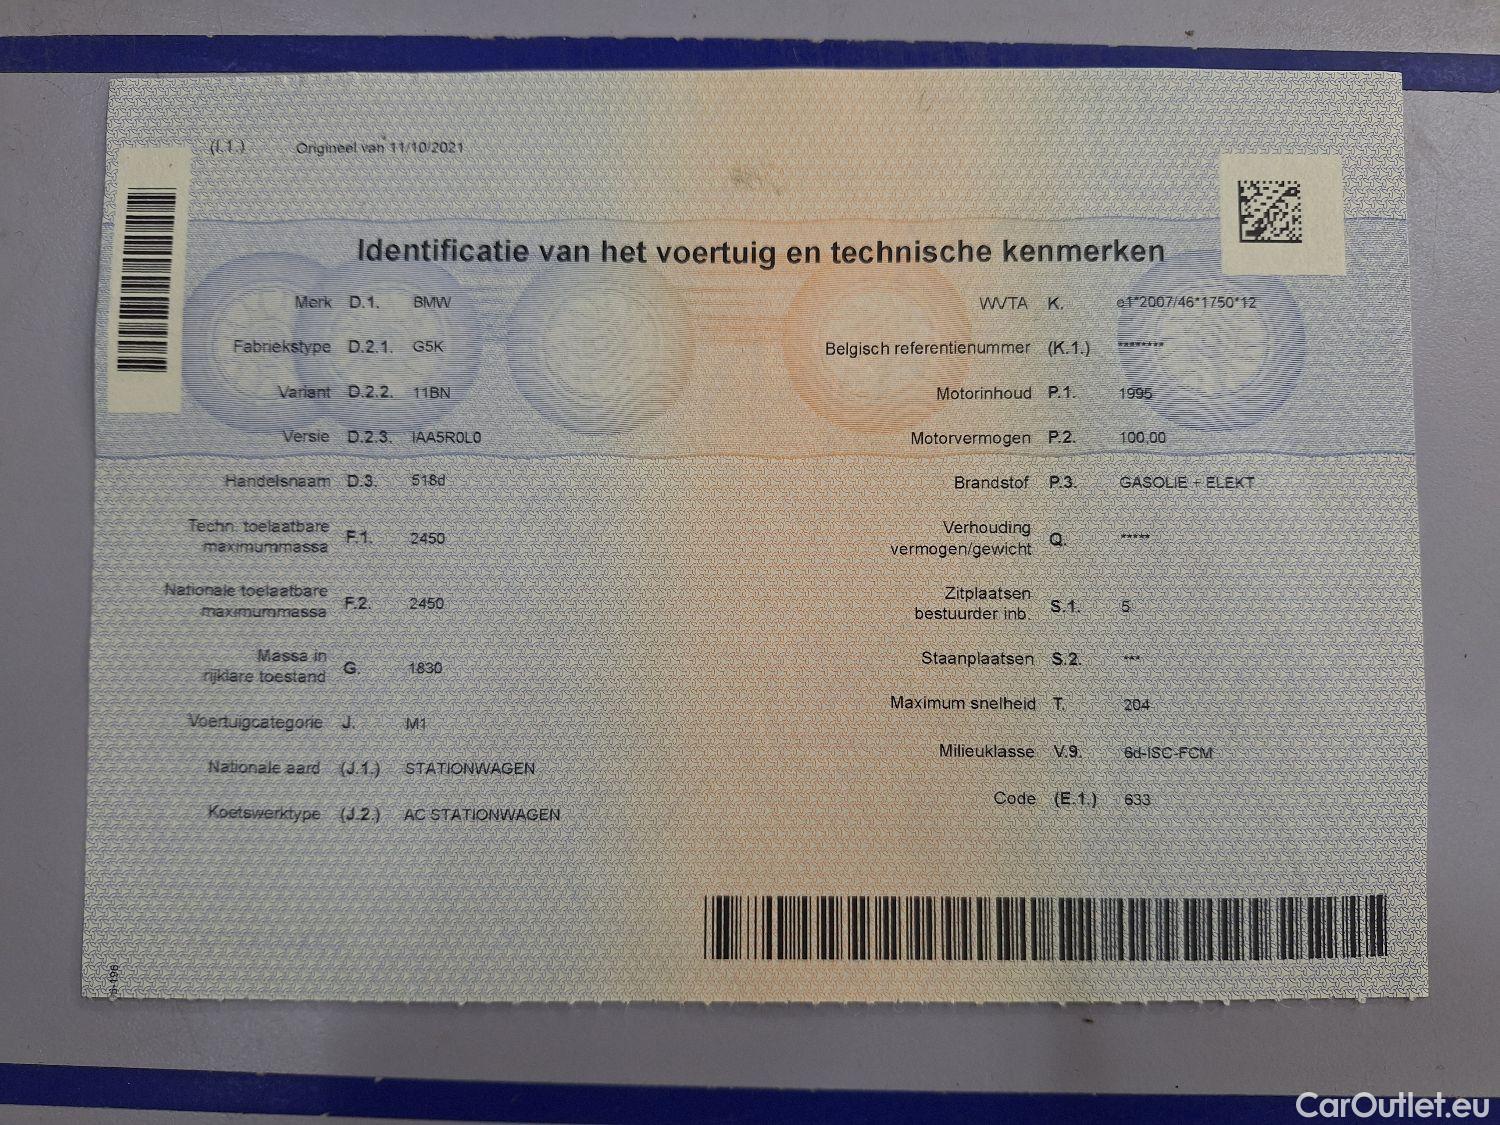 (I.1.) Origineel van 11/10/2021
Identificatie van het voertuig en technische kenmerken
Merk D.1. BMW
Fabriekstype D.2.1. G5K
Variant D.2.2. 11BN
Versie D.2.3. IAA5R0L0
Handelsnaam D.3. 518d
Techn. toelaatbare
maximummassa F.1. 2450
Nationale toelaatbare
maximummassa F.2. 2450
Massa in
rijklare toestand G. 1830
Voertuigcategorie J. M1
Nationale aard (J.1.) STATIONWAGEN
Koetswerktype (J.2.) AC STATIONWAGEN
WVTA K. e1*2007/46*1750*12
Belgisch referentienummer (K.1.) ********
Motorinhoud P.1. 1995
Motorvermogen P.2. 100,00
Brandstof P.3. GASOLIE + ELEKT
Verhouding
vermogen/gewicht Q. *****
Zitplaatsen
bestuurder inb. S.1. 5
Staanplaatsen S.2. ***
Maximum snelheid T. 204
Milieuklasse V.9. 6d-ISC-FCM
Code (E.1.) 633
CarOutlet.eu